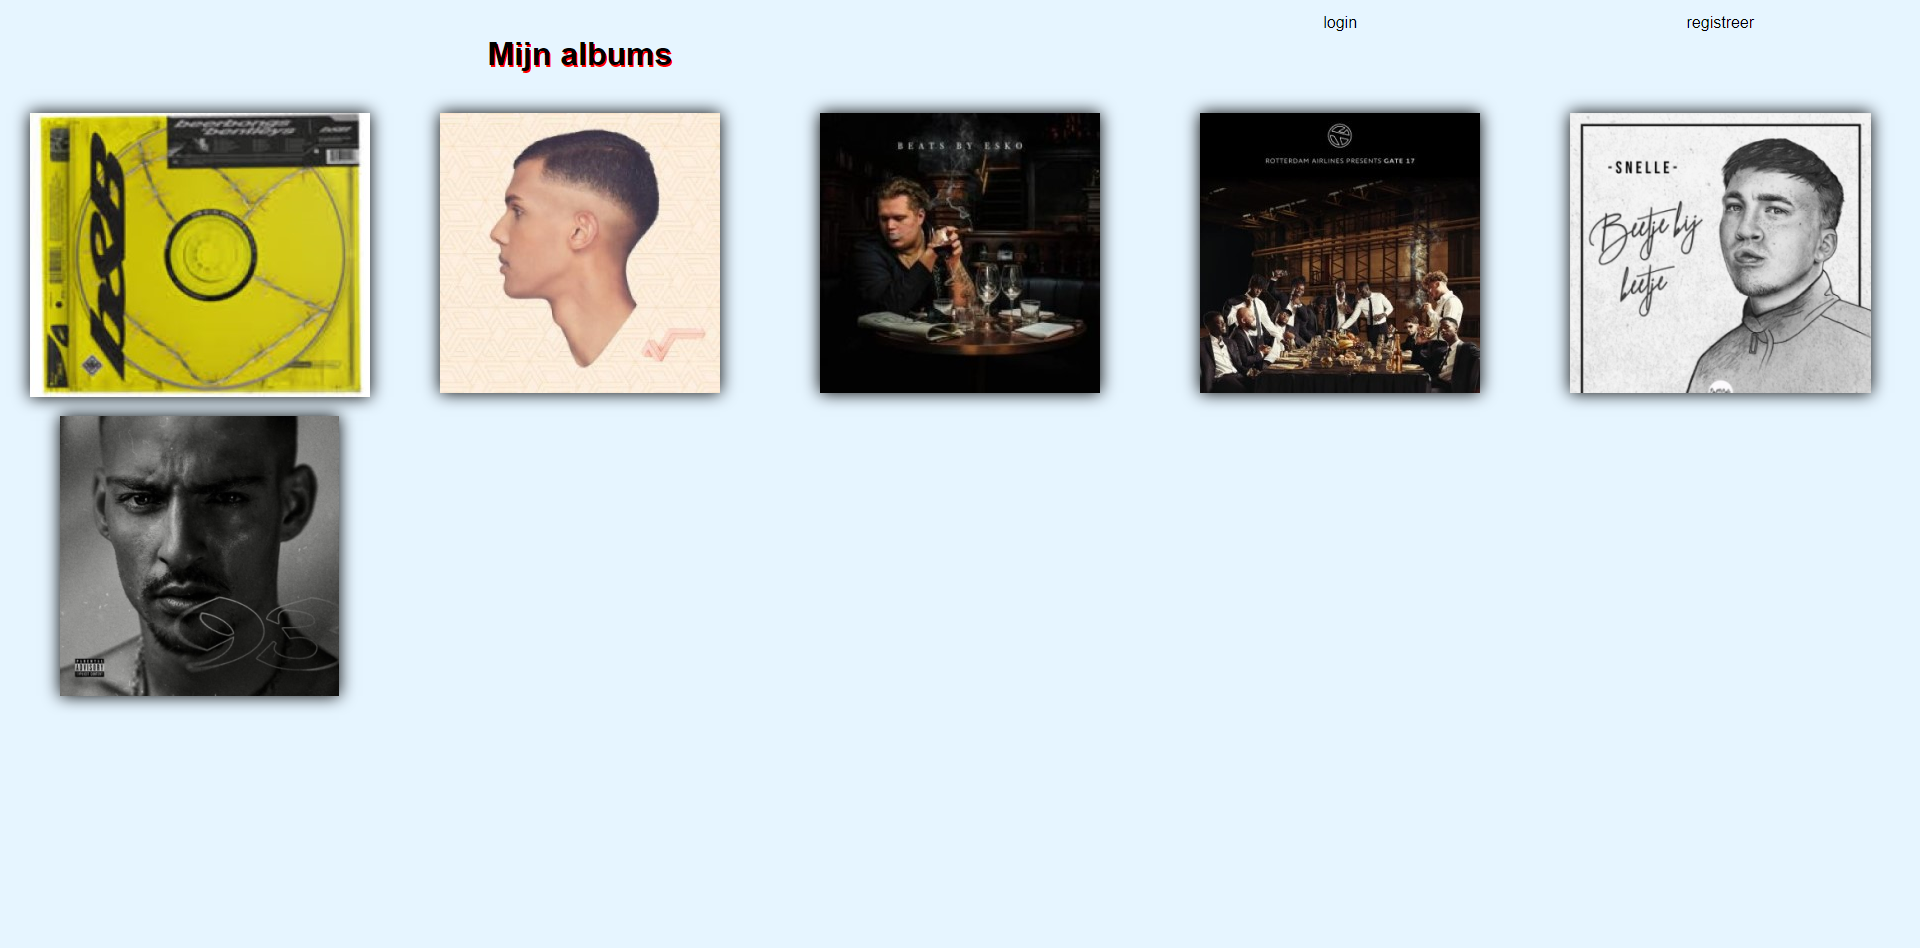 login
registreer
Mijn albums
beerbongs
bentleys
b&b
BEATS BY ESKO
ROTTERDAM AIRLINES PRESENTS GATE 17
-SNELLE-
Beetje bij
beetje
93